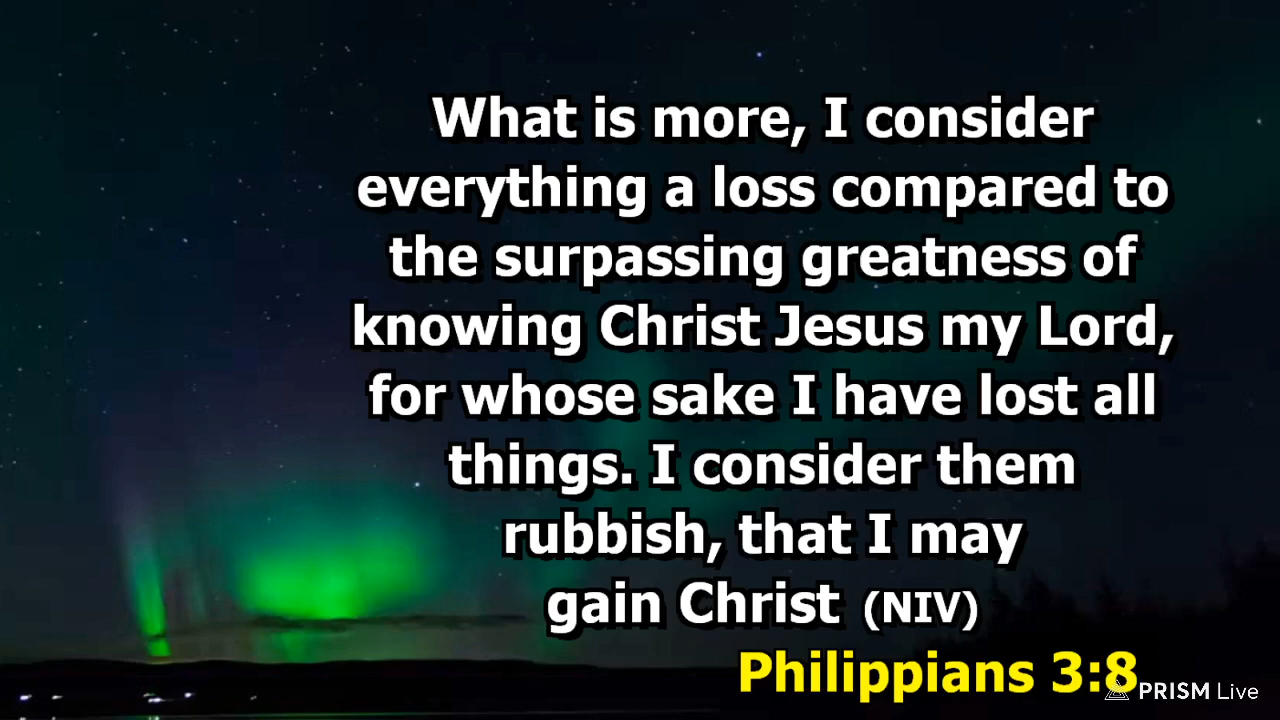 What is more, I consider
everything a loss compared to
the surpassing greatness of
knowing Christ Jesus my Lord,
for whose sake I have lost all
things. I consider them
rubbish, that I may
gain Christ (NIV)
Philippians 3:8
PRISM Live